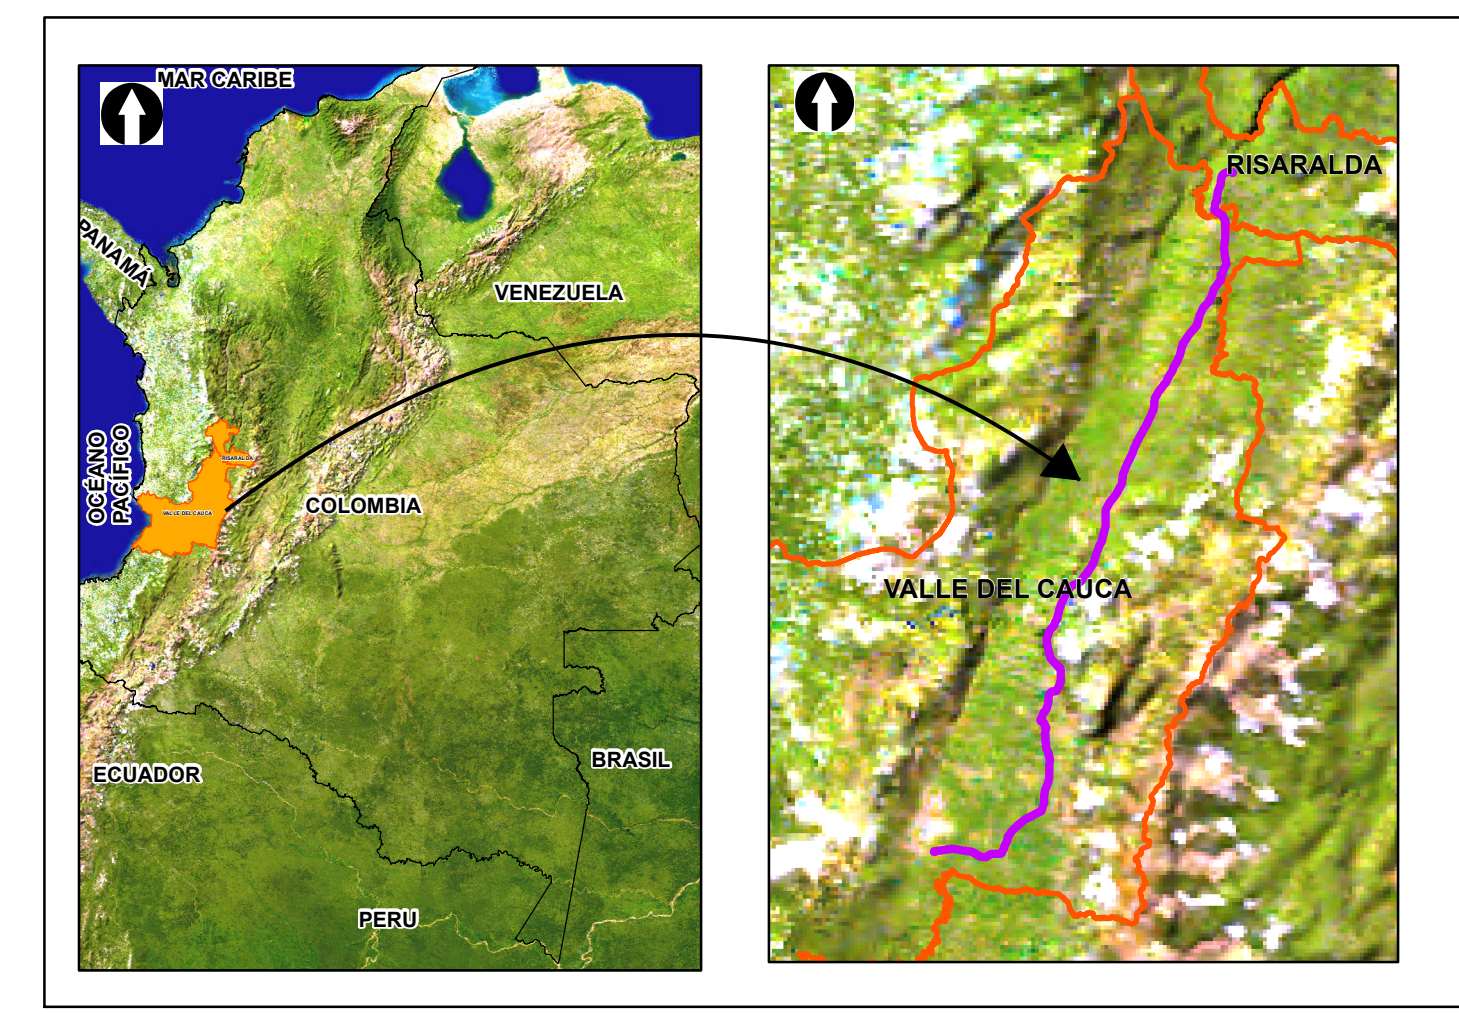 MAR CARIBE
PANAMÁ
VENEZUELA
OCÉANO
PACÍFICO
RISARALDA
VALLE DEL CAUCA
COLOMBIA
BRASIL
ECUADOR
PERU
RISARALDA
VALLE DEL CAUCA